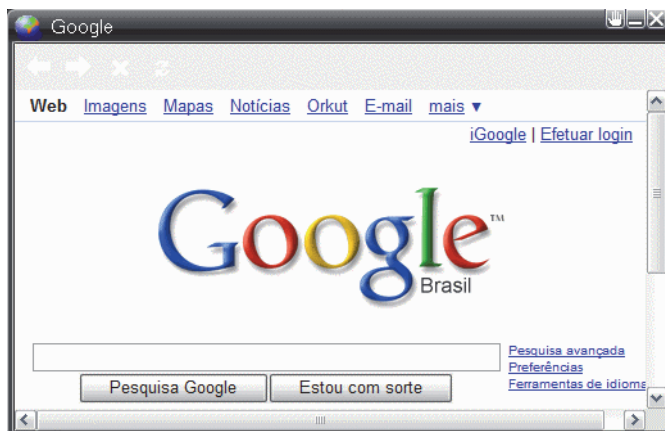 Google
Web Imagens Mapas Notícias Orkut E-mail mais ▼
iGoogle | Efetuar login
Google™
Brasil
Pesquisa avançada
Preferências
Ferramentas de idioma
Pesquisa Google Estou com sorte